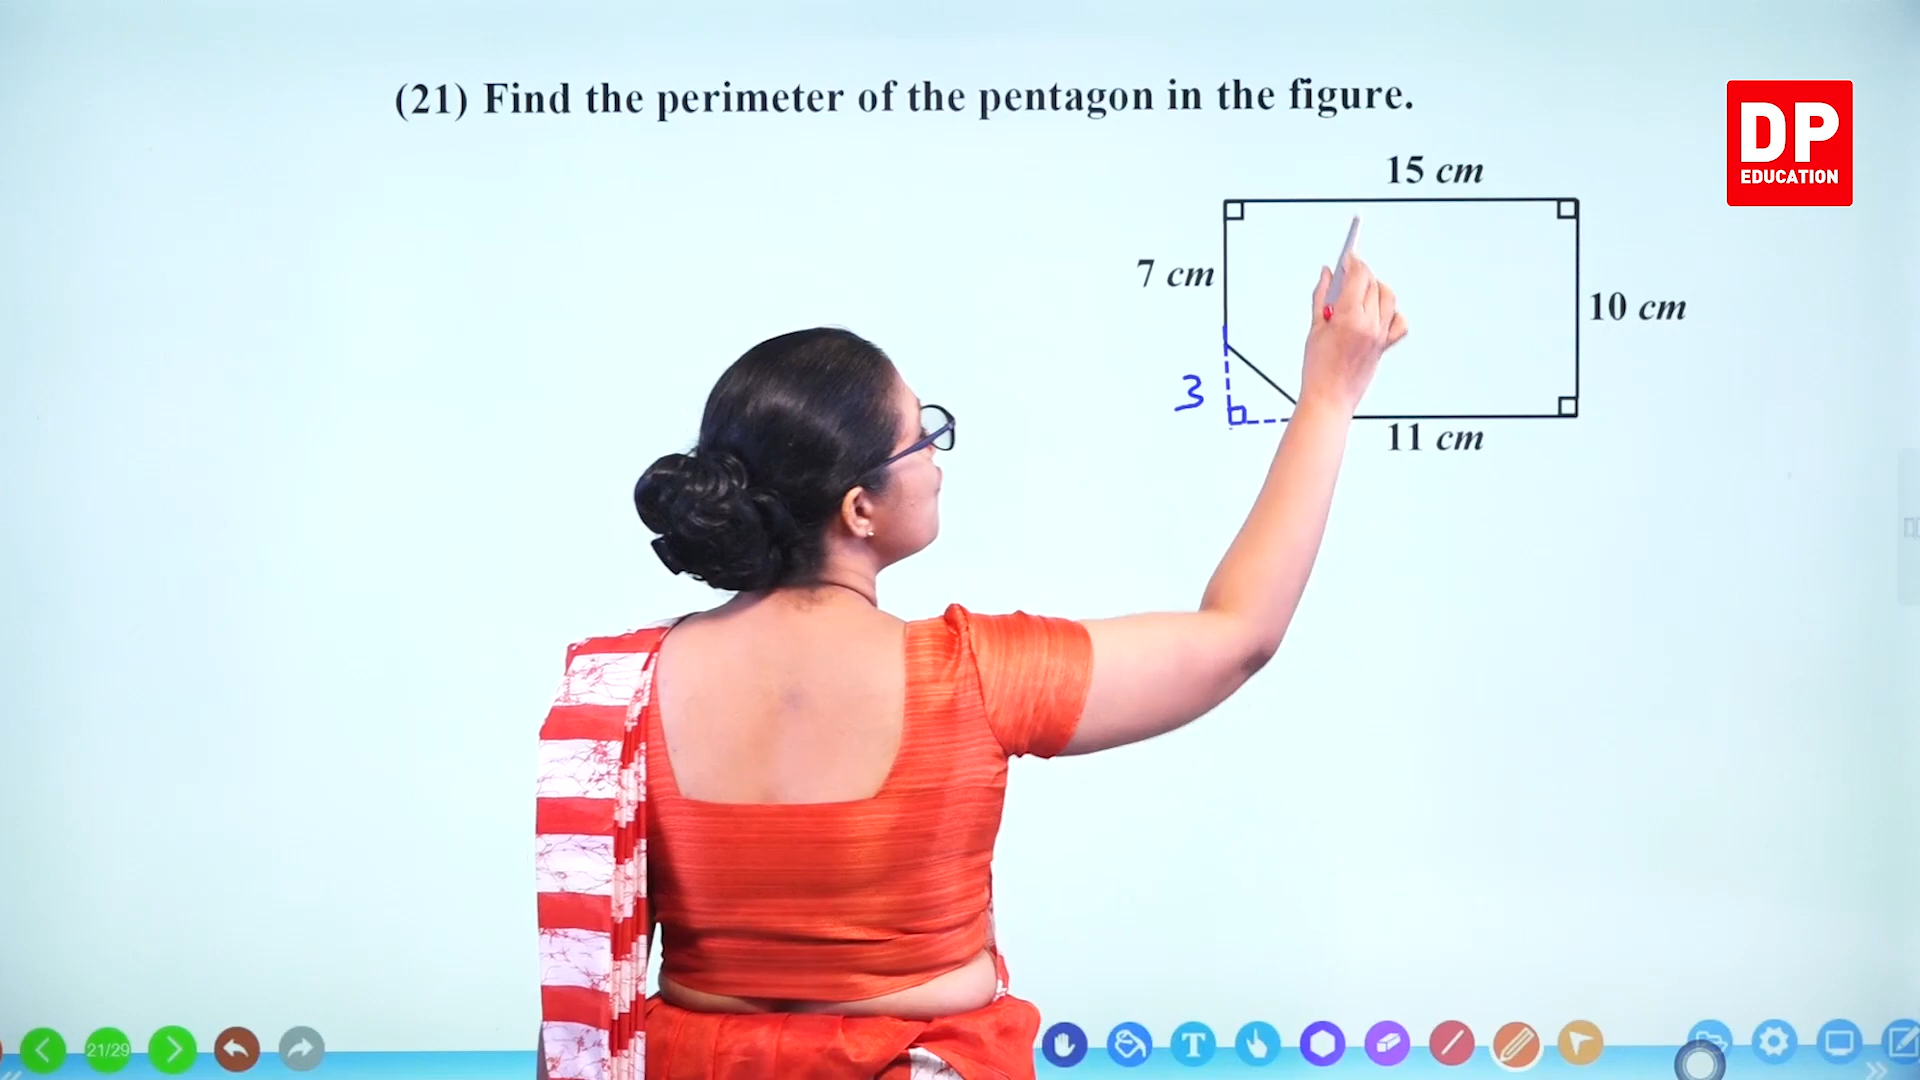 (21) Find the perimeter of the pentagon in the figure.
DP
EDUCATION
15 cm
7 cm
10 cm
3
11 cm
21/29
T